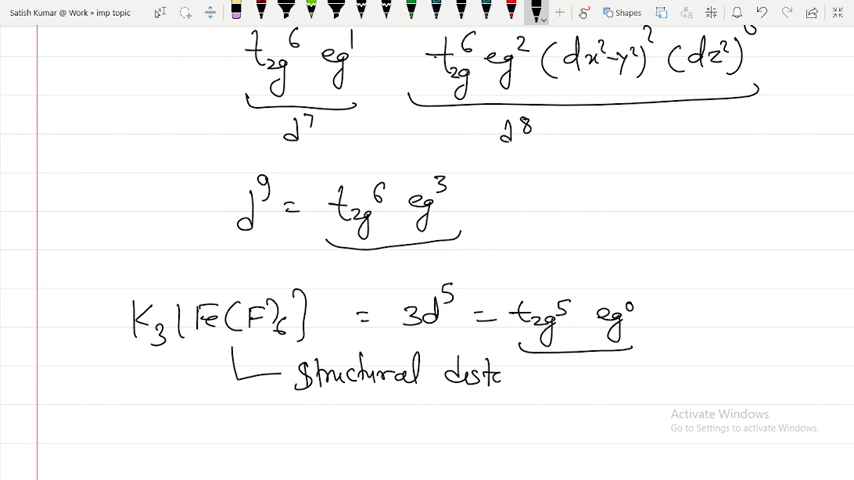 Satish Kumar @ Work » imp topic
Shapes
t₂g⁶ eg¹ t₂g⁶ eg² (dx²-y²)² (dz²)⁰
d⁷ d⁸
d⁹ = t₂g⁶ eg³
K₃[Fe(F)₆] = 3d⁵ = t₂g⁵ eg⁰
Structural disto
Activate Windows
Go to Settings to activate Windows.